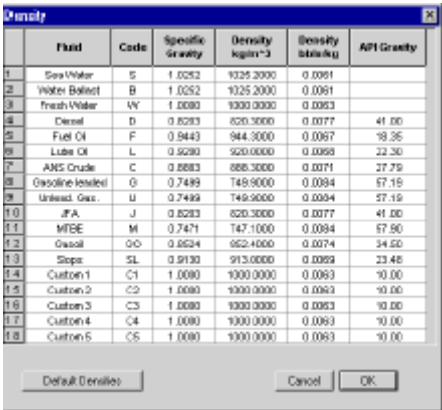 Density
Fluid Code Specific Gravity Density kg/m^3 Density bbls/kg API Gravity
1 Sea Water S 1.0252 1025.2000 0.0061
2 Water Ballast B 1.0252 1025.2000 0.0061
3 Fresh Water W 1.0000 1000.0000 0.0063
4 Diesel D 0.8203 820.3000 0.0077 41.00
5 Fuel Oil F 0.9443 944.3000 0.0067 18.35
6 Lube Oil L 0.9200 920.0000 0.0068 22.30
7 ANS Crude C 0.8883 888.3000 0.0071 27.79
8 Gasoline leaded G 0.7499 749.9000 0.0084 57.19
9 Unlead. Gas. U 0.7499 749.9000 0.0084 57.19
10 JFA J 0.8203 820.3000 0.0077 41.00
11 MTBE M 0.7471 747.1000 0.0084 57.90
12 Gasoil GO 0.8524 852.4000 0.0074 34.50
13 Slops SL 0.9130 913.0000 0.0069 23.48
14 Custom 1 C1 1.0000 1000.0000 0.0063 10.00
15 Custom 2 C2 1.0000 1000.0000 0.0063 10.00
16 Custom 3 C3 1.0000 1000.0000 0.0063 10.00
17 Custom 4 C4 1.0000 1000.0000 0.0063 10.00
18 Custom 5 C5 1.0000 1000.0000 0.0063 10.00
Default Densities Cancel OK